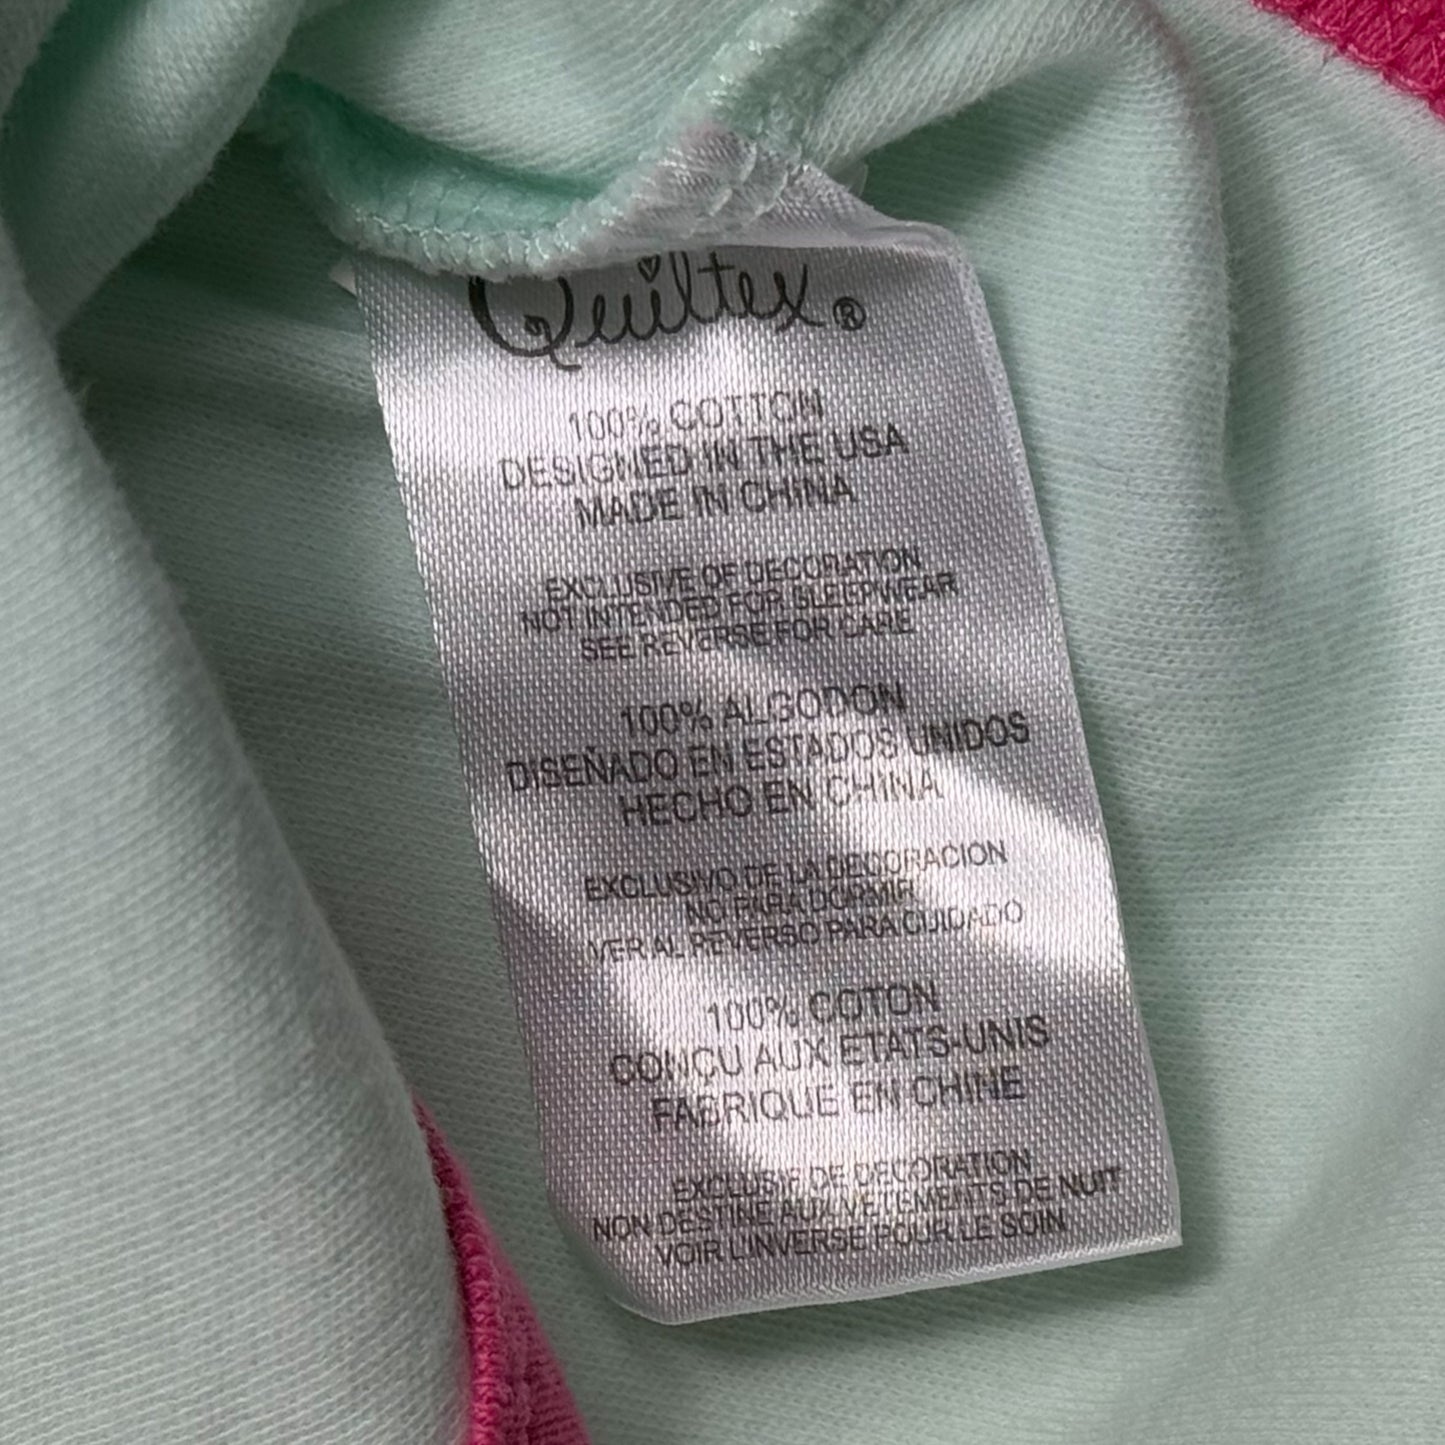 Quiltex®
100% COTTON
DESIGNED IN THE USA
MADE IN CHINA
EXCLUSIVE OF DECORATION
NOT INTENDED FOR SLEEPWEAR
SEE REVERSE FOR CARE
100% ALGODON
DISEÑADO EN ESTADOS UNIDOS
HECHO EN CHINA
EXCLUSIVO DE LA DECORACION
NO PARA DORMIR
VER AL REVERSO PARA CUIDADO
100% COTON
CONÇU AUX ETATS-UNIS
FABRIQUE EN CHINE
EXCLUSIF DE DECORATION
NON DESTINE AUX VETEMENTS DE NUIT
VOIR L'INVERSE POUR LE SOIN